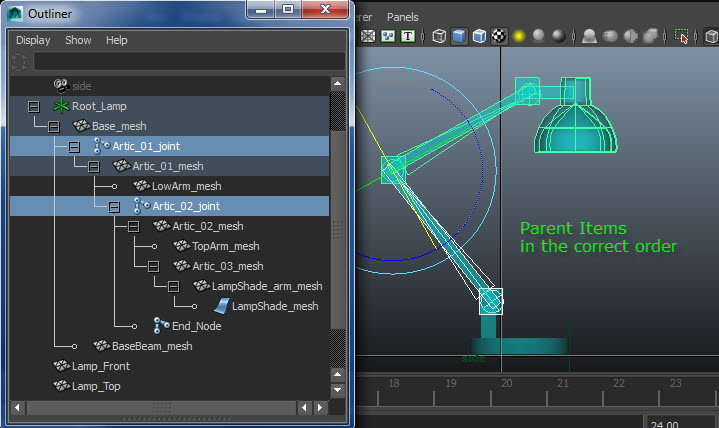 Outliner
Display Show Help
side
Root_Lamp
Base_mesh
Artic_01_joint
Artic_01_mesh
LowArm_mesh
Artic_02_joint
Artic_02_mesh
TopArm_mesh
Artic_03_mesh
LampShade_arm_mesh
LampShade_mesh
End_Node
BaseBeam_mesh
Lamp_Front
Lamp_Top
erer Panels
Parent Items
in the correct order
side
18 19 20 21 22 23
24.00